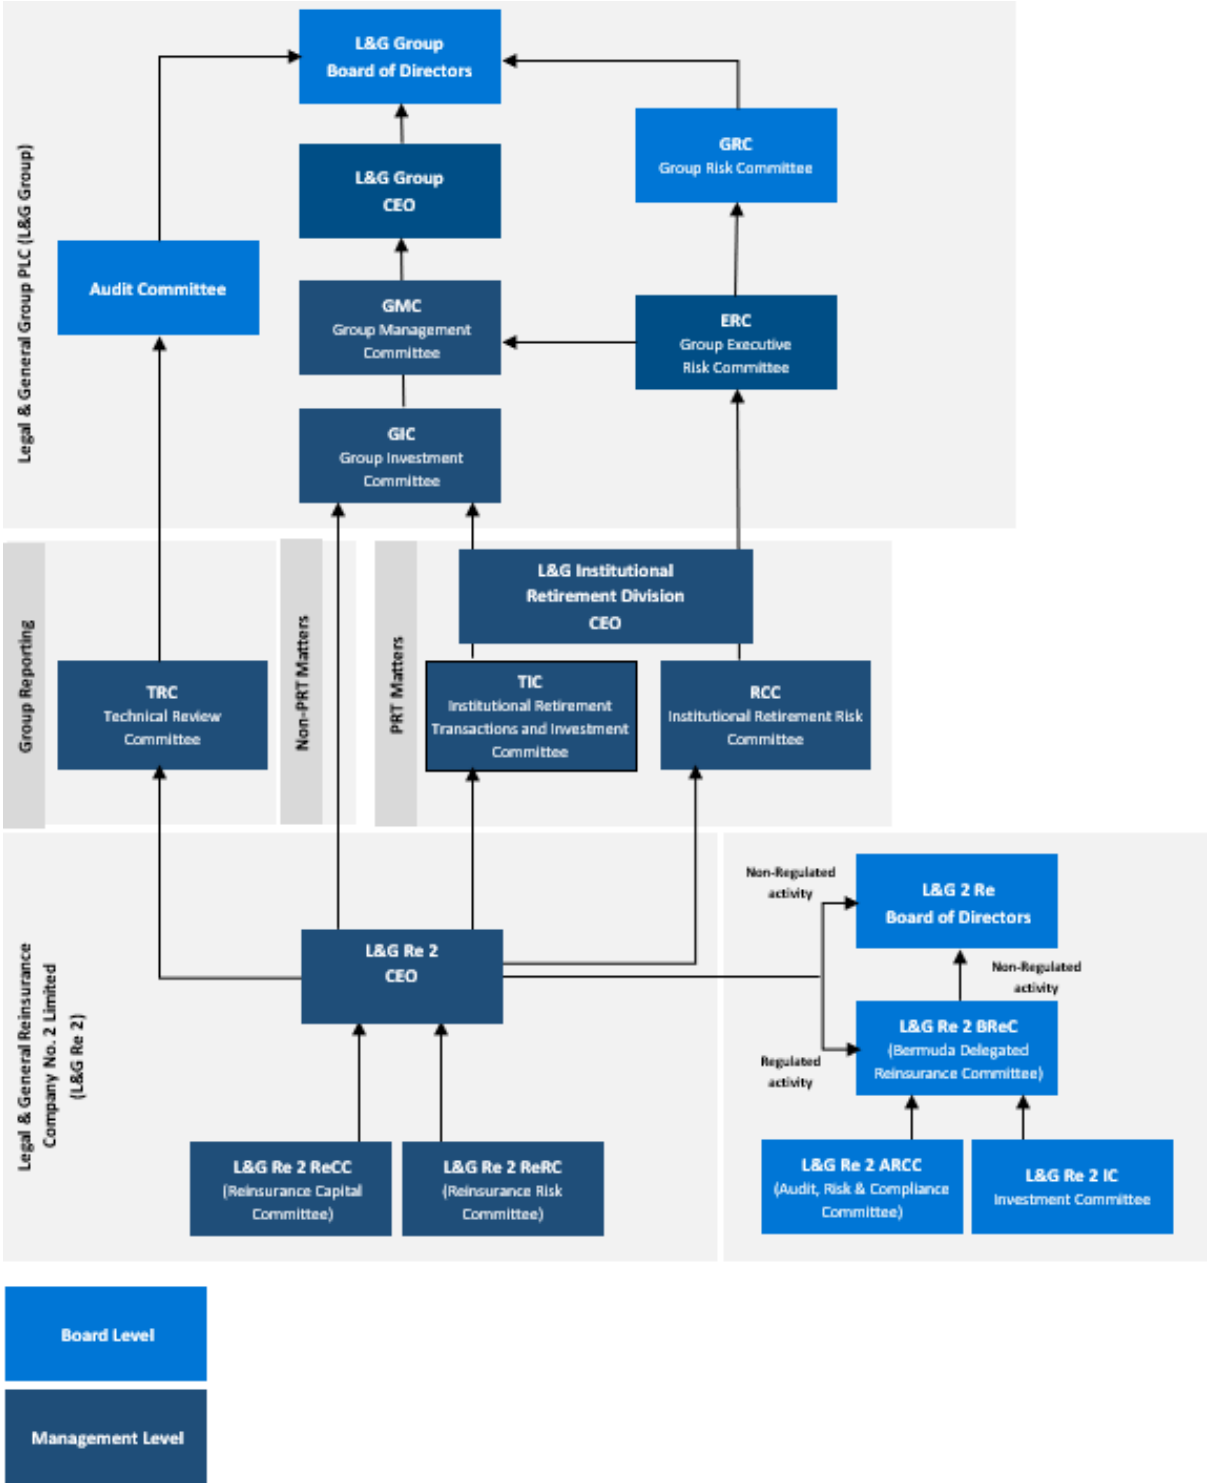 Legal & General Group PLC (L&G Group)
L&G Group
Board of Directors
GRC
Group Risk Committee
L&G Group
CEO
Audit Committee
GMC
Group Management
Committee
ERC
Group Executive
Risk Committee
GIC
Group Investment
Committee
Group Reporting
Non-PRT Matters
PRT Matters
L&G Institutional
Retirement Division
CEO
TRC
Technical Review
Committee
TIC
Institutional Retirement
Transactions and Investment
Committee
RCC
Institutional Retirement Risk
Committee
Legal & General Reinsurance
Company No. 2 Limited
(L&G Re 2)
L&G Re 2
CEO
Non-Regulated
activity
L&G 2 Re
Board of Directors
Non-Regulated
activity
Regulated
activity
L&G Re 2 BReC
(Bermuda Delegated
Reinsurance Committee)
L&G Re 2 ReCC
(Reinsurance Capital
Committee)
L&G Re 2 ReRC
(Reinsurance Risk
Committee)
L&G Re 2 ARCC
(Audit, Risk & Compliance
Committee)
L&G Re 2 IC
Investment Committee
Board Level
Management Level